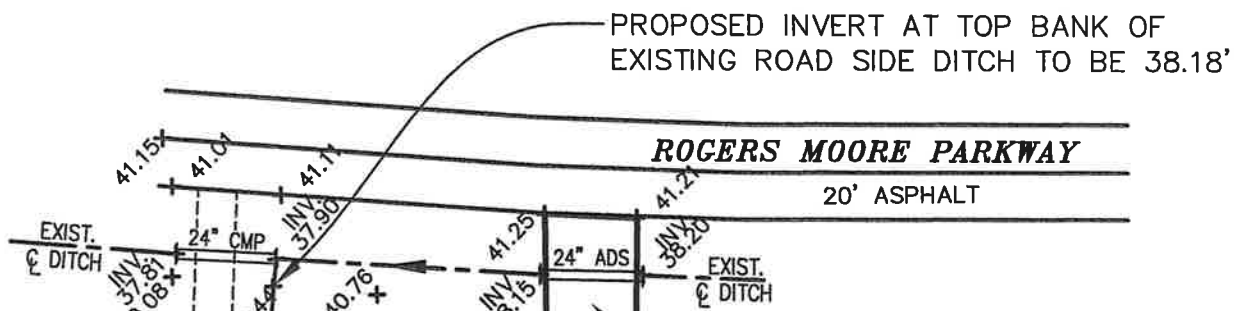 PROPOSED INVERT AT TOP BANK OF
EXISTING ROAD SIDE DITCH TO BE 38.18'
ROGERS MOORE PARKWAY
20' ASPHALT
41.15
41.01
41.11
41.25
41.21
INV.
37.90
INV.
38.20
EXIST.
℄ DITCH
24" CMP
24" ADS
EXIST.
℄ DITCH
INV.
37.81
40.76
INV.